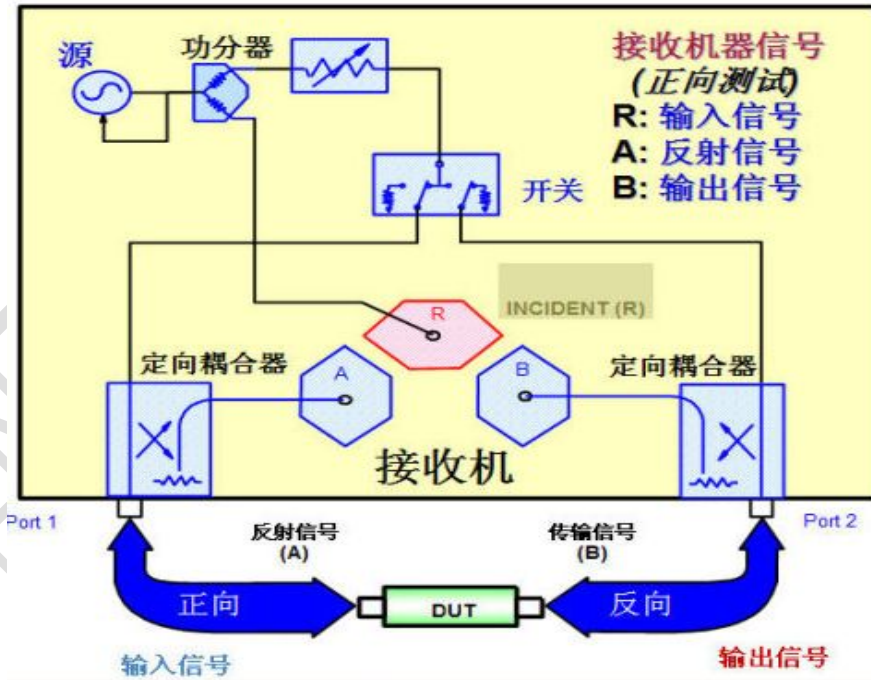 源
功分器
接收机器信号
(正向测试)
R: 输入信号
A: 反射信号
B: 输出信号
开关
R
INCIDENT (R)
定向耦合器
A
B
定向耦合器
接收机
Port 1
反射信号
(A)
传输信号
(B)
Port 2
正向
DUT
反向
输入信号
输出信号